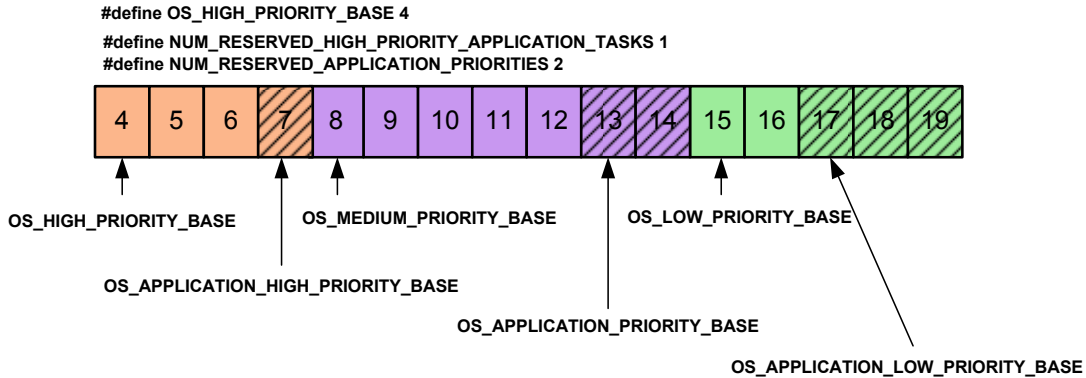 #define OS_HIGH_PRIORITY_BASE 4
#define NUM_RESERVED_HIGH_PRIORITY_APPLICATION_TASKS 1
#define NUM_RESERVED_APPLICATION_PRIORITIES 2
4 5 6 7 8 9 10 11 12 13 14 15 16 17 18 19
OS_HIGH_PRIORITY_BASE OS_MEDIUM_PRIORITY_BASE OS_LOW_PRIORITY_BASE
OS_APPLICATION_HIGH_PRIORITY_BASE
OS_APPLICATION_PRIORITY_BASE
OS_APPLICATION_LOW_PRIORITY_BASE